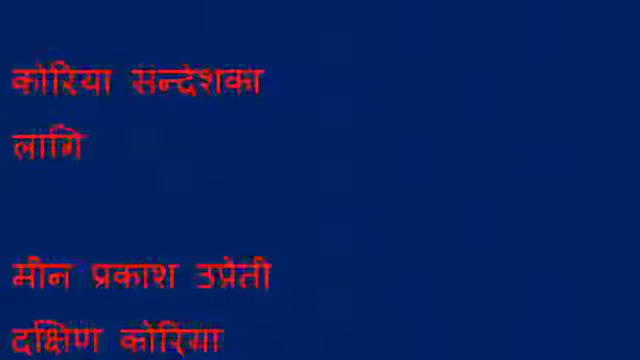 कोरिया सन्देशका
लागि
मीन प्रकाश उप्रेती
दक्षिण कोरिया